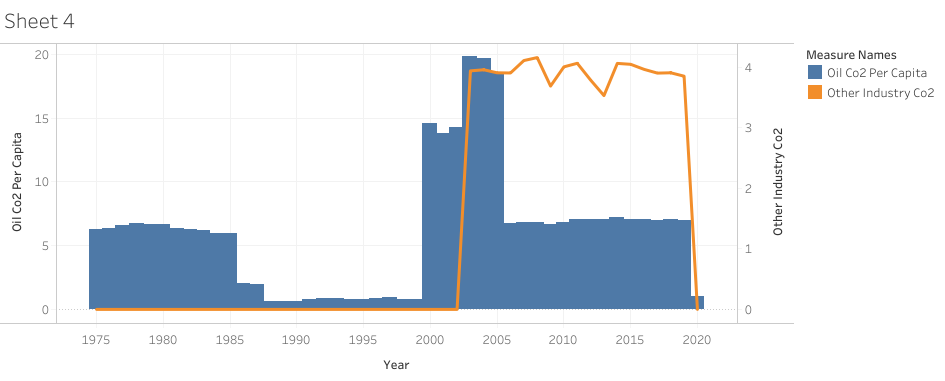 Sheet 4
Measure Names
Oil Co2 Per Capita
Other Industry Co2
Oil Co2 Per Capita
20
15
10
5
0
4
3
2
1
0
Other Industry Co2
1975 1980 1985 1990 1995 2000 2005 2010 2015 2020
Year